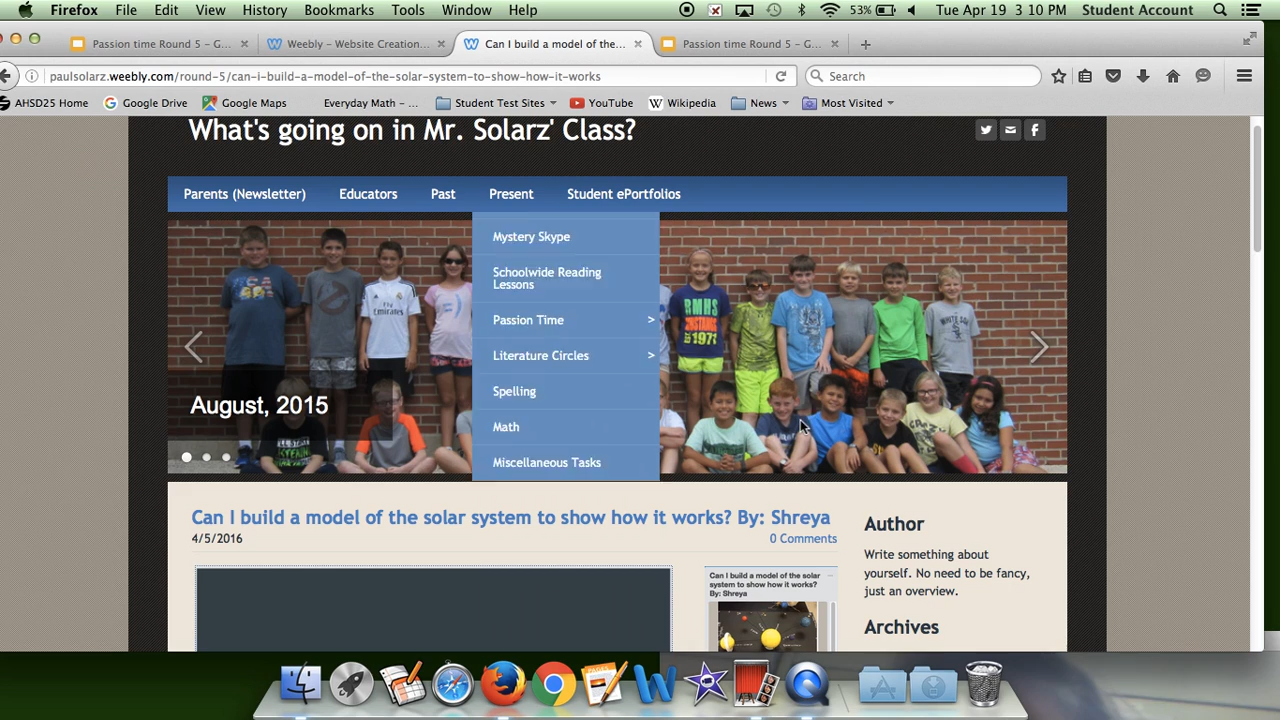 Firefox File Edit View History Bookmarks Tools Window Help 53% Tue Apr 19 3:10 PM Student Account
Passion time Round 5 - G... × Weebly - Website Creation... × Can I build a model of the... × Passion time Round 5 - G... × +
paulsolarz.weebly.com/round-5/can-i-build-a-model-of-the-solar-system-to-show-how-it-works Search
AHSD25 Home Google Drive Google Maps Everyday Math - ... Student Test Sites YouTube Wikipedia News Most Visited
What's going on in Mr. Solarz' Class?
Parents (Newsletter) Educators Past Present Student ePortfolios
Mystery Skype
Schoolwide Reading
Lessons
Passion Time >
Literature Circles >
Spelling
Math
Miscellaneous Tasks
RMHS
MUSTANGS
EST 1971
August, 2015
Can I build a model of the solar system to show how it works? By: Shreya
4/5/2016 0 Comments
Can I build a model of the solar
system to show how it works?
By: Shreya
Author
Write something about
yourself. No need to be fancy,
just an overview.
Archives